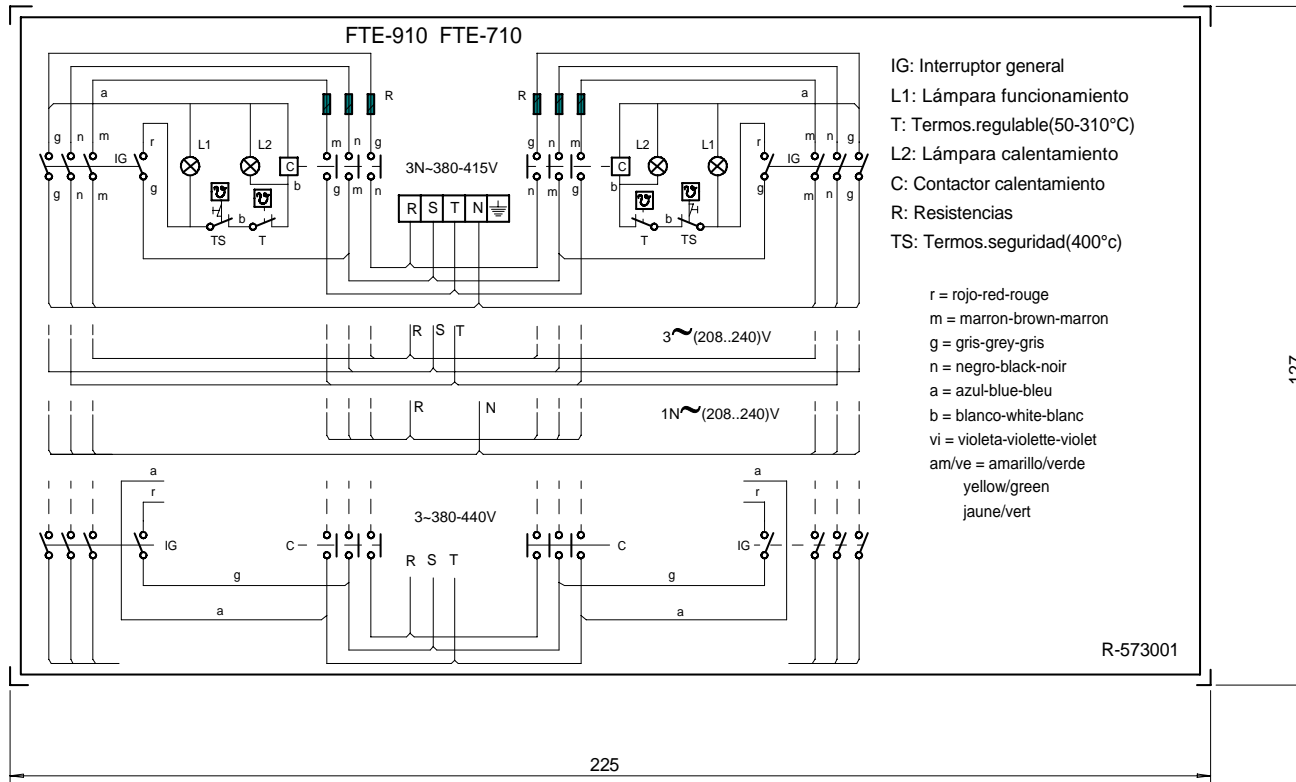 FTE-910 FTE-710
a R R a
g n m r L1 L2 m n g g n m L2 L1 r m n g
IG C 3N~380-415V C IG
g n m g b g m n n m g b g m n g
R S T N
TS b T T b TS
R S T 3~(208..240)V
R N 1N~(208..240)V
a a
r r
3~380-440V
IG C C IG
R S T
g g
a a
IG: Interruptor general
L1: Lámpara funcionamiento
T: Termos.regulable(50-310°C)
L2: Lámpara calentamiento
C: Contactor calentamiento
R: Resistencias
TS: Termos.seguridad(400°c)
r = rojo-red-rouge
m = marron-brown-marron
g = gris-grey-gris
n = negro-black-noir
a = azul-blue-bleu
b = blanco-white-blanc
vi = violeta-violette-violet
am/ve = amarillo/verde
yellow/green
jaune/vert
R-573001
225
127